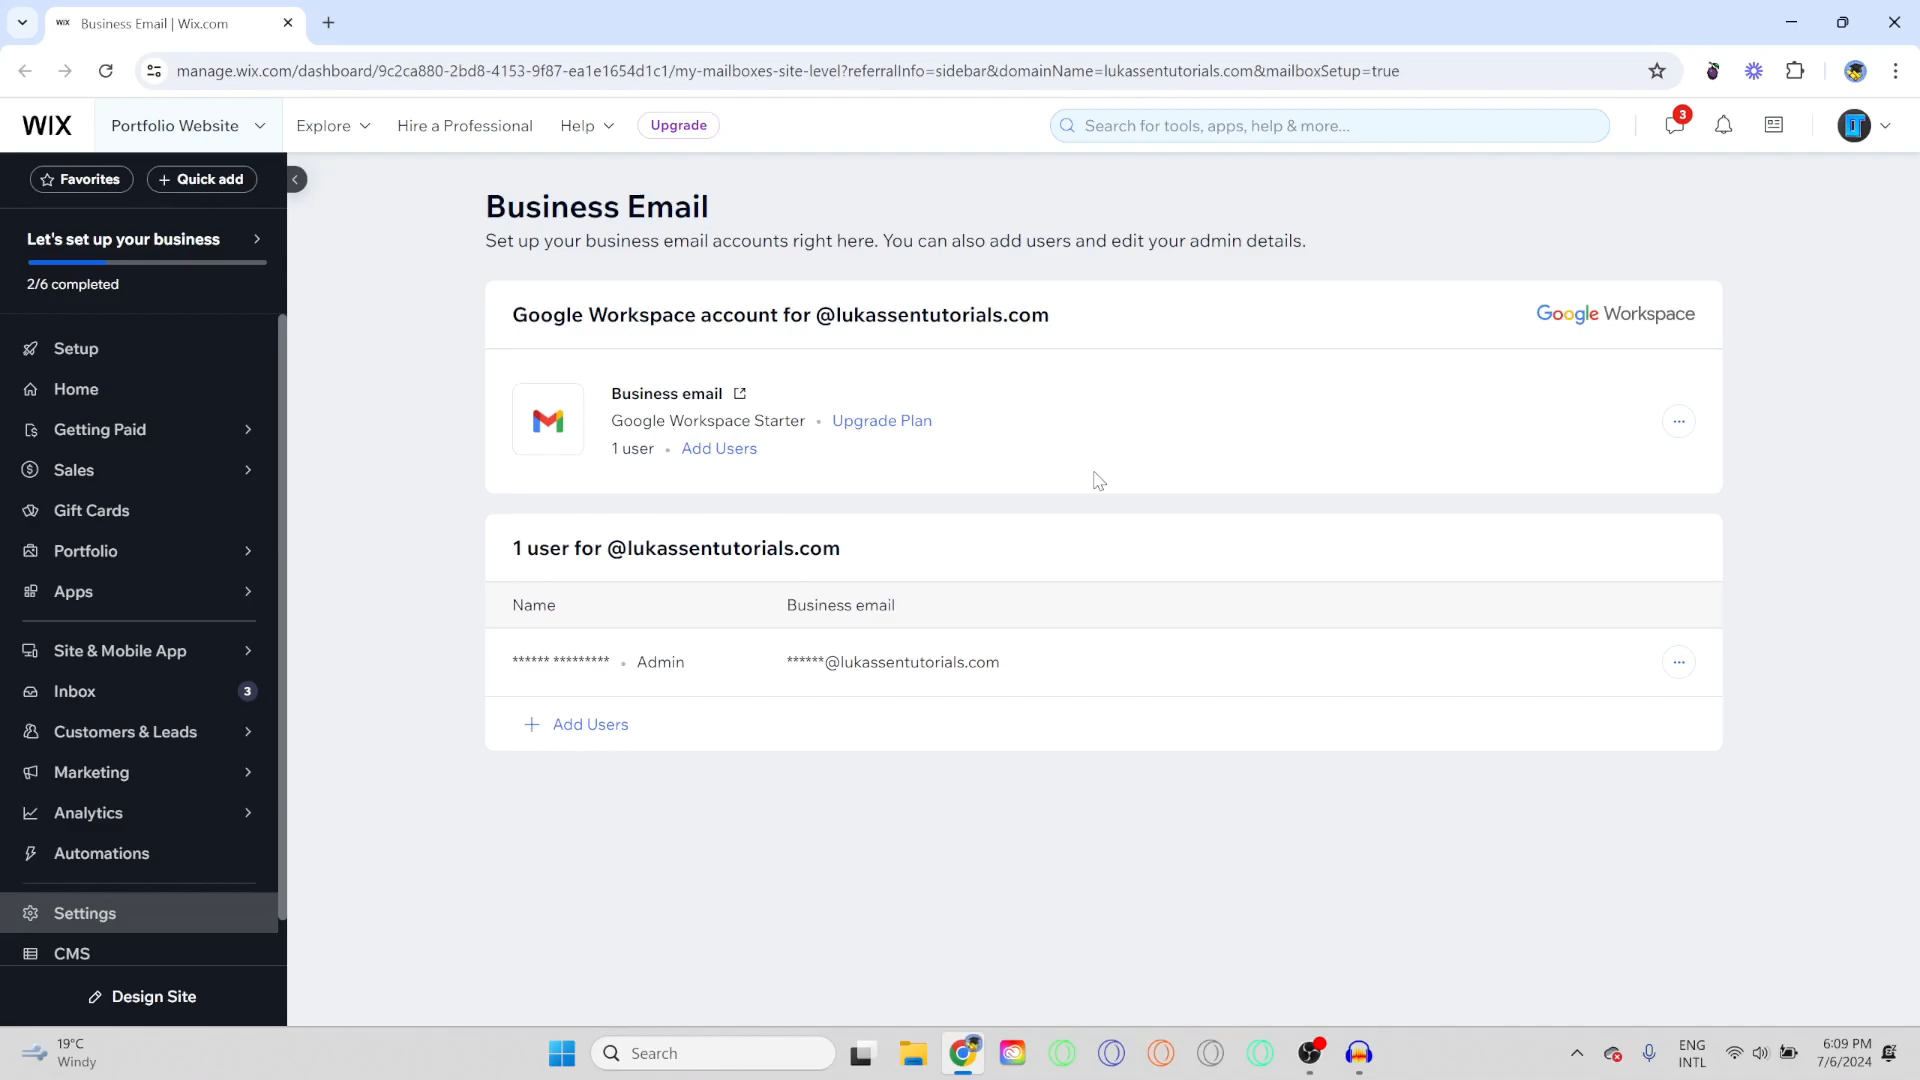 WIX
Business Email | Wix.com
manage.wix.com/dashboard/9c2ca880-2bd8-4153-9f87-ea1e1654d1c1/my-mailboxes-site-level?referralInfo=sidebar&domainName=lukassentutorials.com&mailboxSetup=true
WIX
Portfolio Website
Explore
Hire a Professional
Help
Upgrade
Search for tools, apps, help & more...
3
Favorites
Quick add
Let's set up your business
2/6 completed
Setup
Home
Getting Paid
Sales
Gift Cards
Portfolio
Apps
Site & Mobile App
Inbox
3
Customers & Leads
Marketing
Analytics
Automations
Settings
CMS
Design Site
Business Email
Set up your business email accounts right here. You can also add users and edit your admin details.
Google Workspace account for @lukassentutorials.com
Google Workspace
Business email
Google Workspace Starter • Upgrade Plan
1 user • Add Users
1 user for @lukassentutorials.com
Name Business email
****** ********* • Admin ******@lukassentutorials.com
+ Add Users
19°C
Windy
Search
ENG
INTL
6:09 PM
7/6/2024